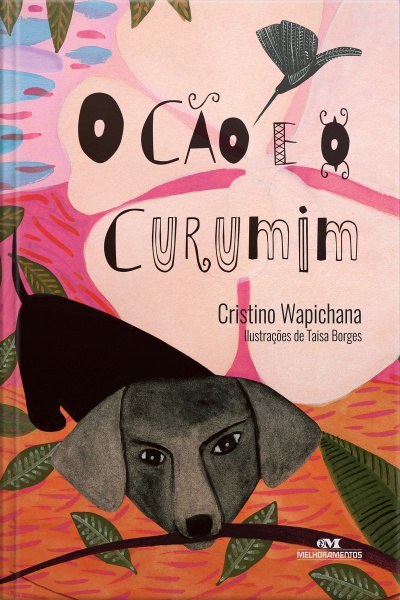 O CÃO E O
CURUMIM
Cristino Wapichana
Ilustrações de Taisa Borges
MELHORAMENTOS